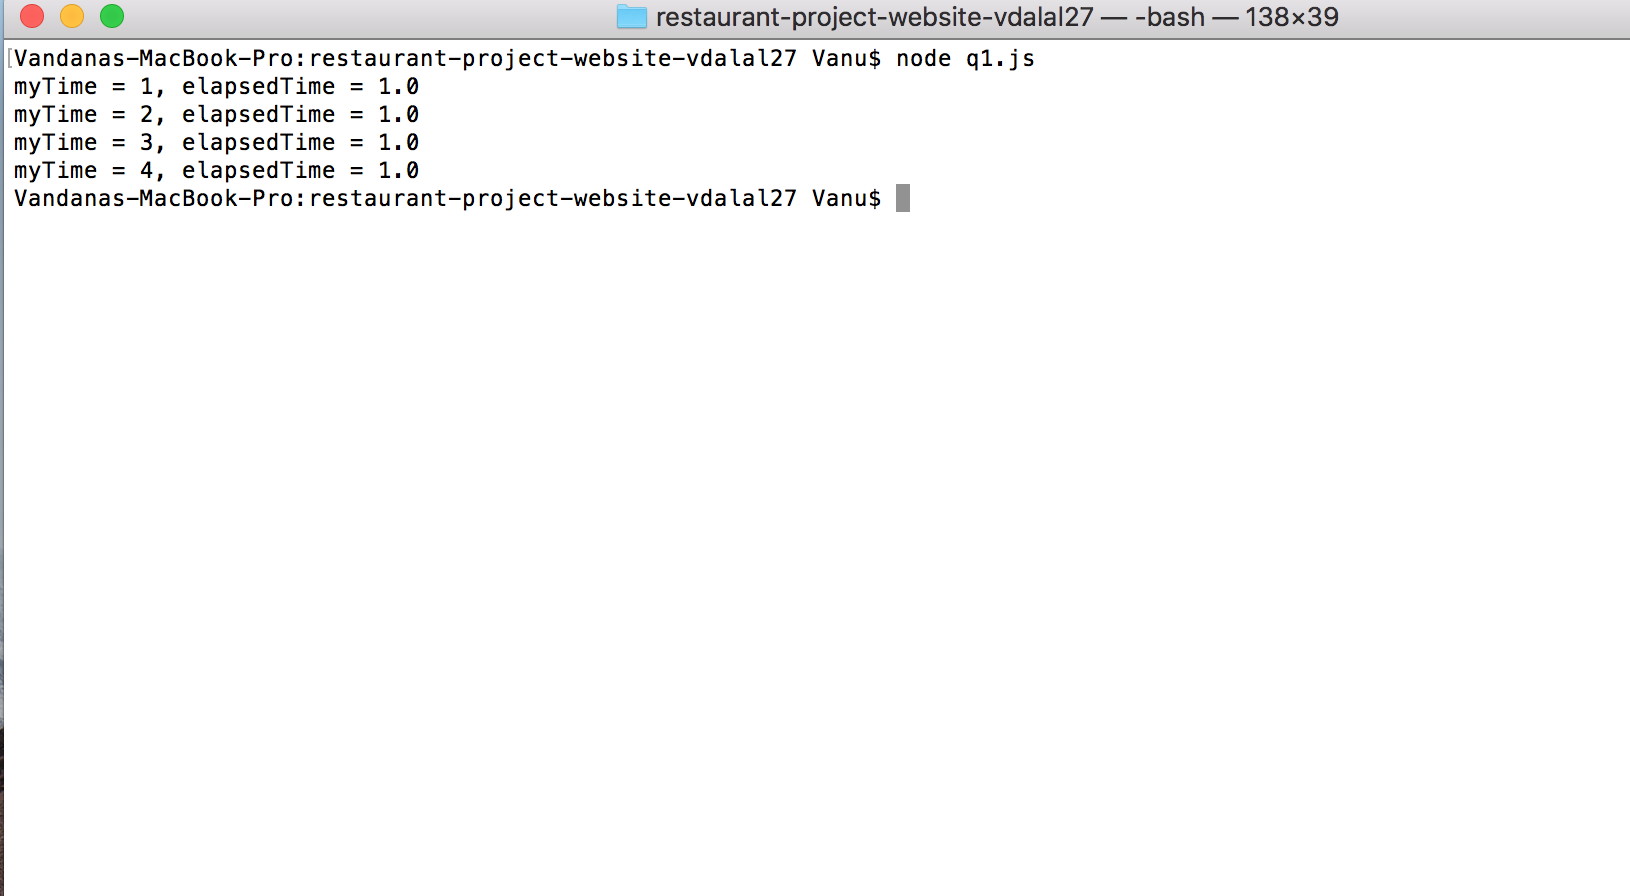 restaurant-project-website-vdalal27 — -bash — 138×39
[Vandanas-MacBook-Pro:restaurant-project-website-vdalal27 Vanu$ node q1.js
myTime = 1, elapsedTime = 1.0
myTime = 2, elapsedTime = 1.0
myTime = 3, elapsedTime = 1.0
myTime = 4, elapsedTime = 1.0
Vandanas-MacBook-Pro:restaurant-project-website-vdalal27 Vanu$